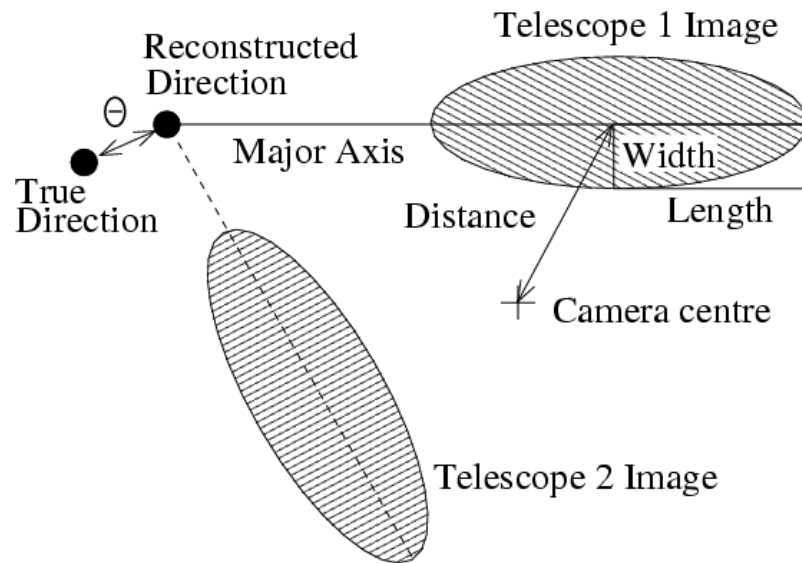 Telescope 1 Image
Reconstructed
Direction
Θ
Major Axis
Width
True
Direction
Distance
Length
Camera centre
Telescope 2 Image